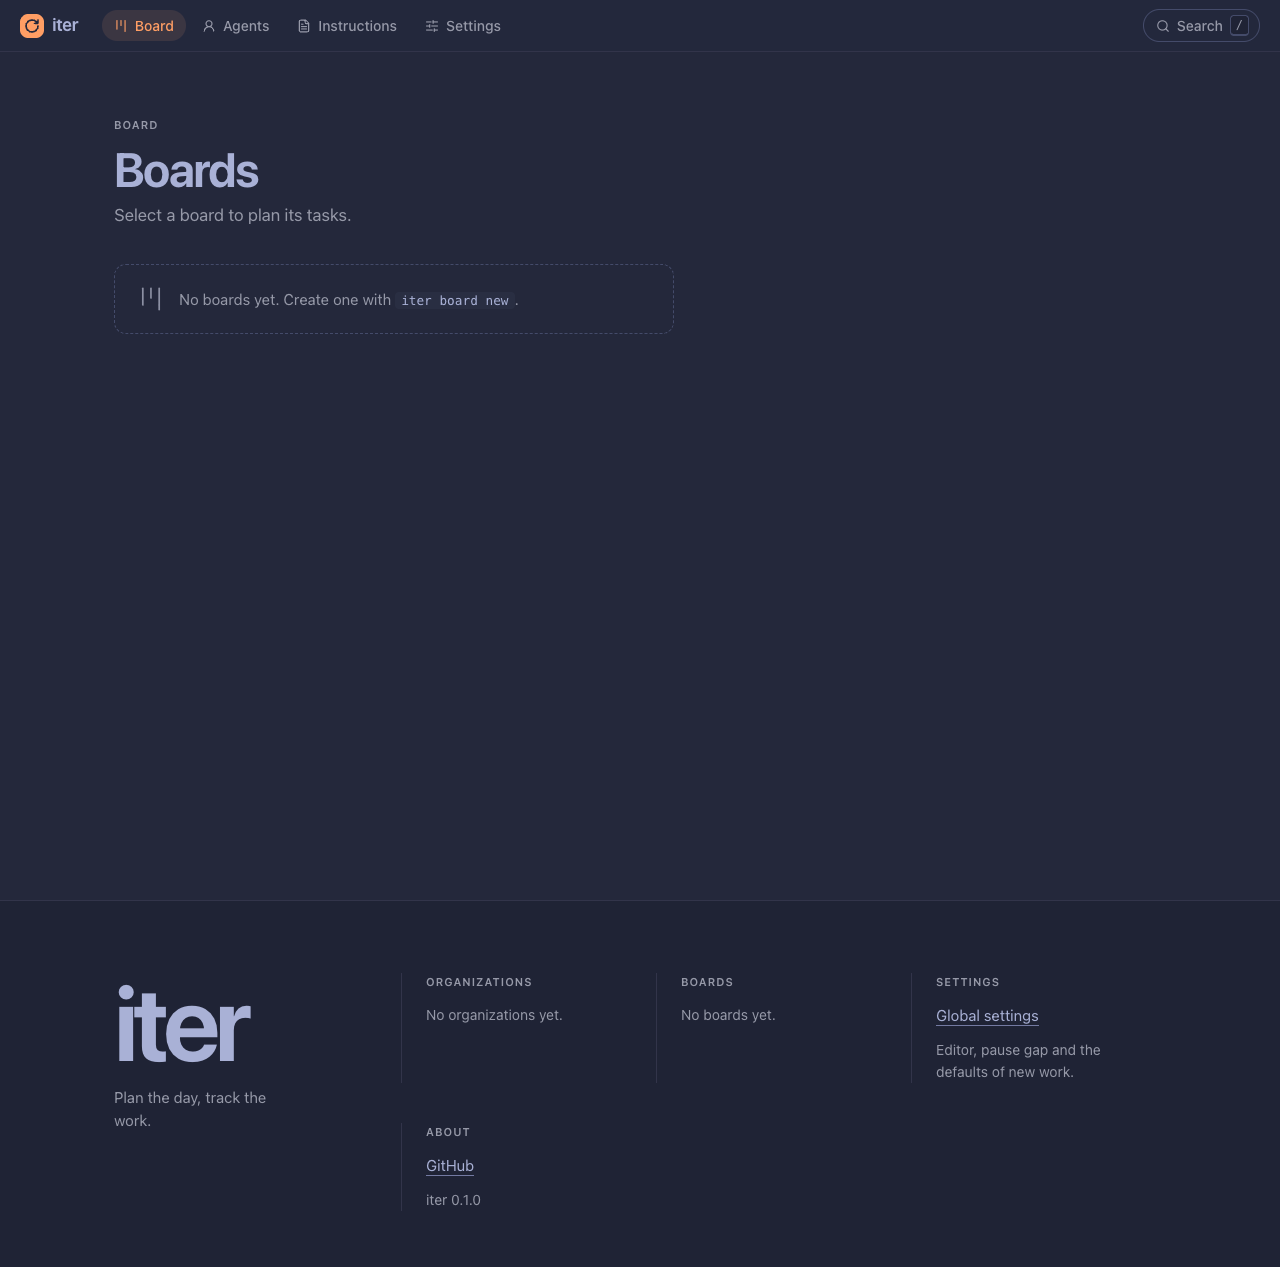 iter
Board
Agents
Instructions
Settings
Search /
BOARD
Boards
Select a board to plan its tasks.
No boards yet. Create one with iter board new.
iter
Plan the day, track the
work.
ORGANIZATIONS
No organizations yet.
BOARDS
No boards yet.
SETTINGS
Global settings
Editor, pause gap and the
defaults of new work.
ABOUT
GitHub
iter 0.1.0